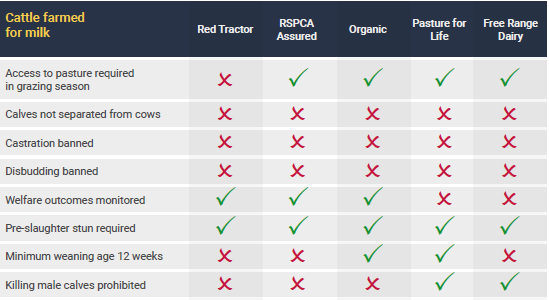 Cattle farmed
for milk
Red Tractor
RSPCA
Assured
Organic
Pasture for
Life
Free Range
Dairy
Access to pasture required
in grazing season
Calves not separated from cows
Castration banned
Disbudding banned
Welfare outcomes monitored
Pre-slaughter stun required
Minimum weaning age 12 weeks
Killing male calves prohibited